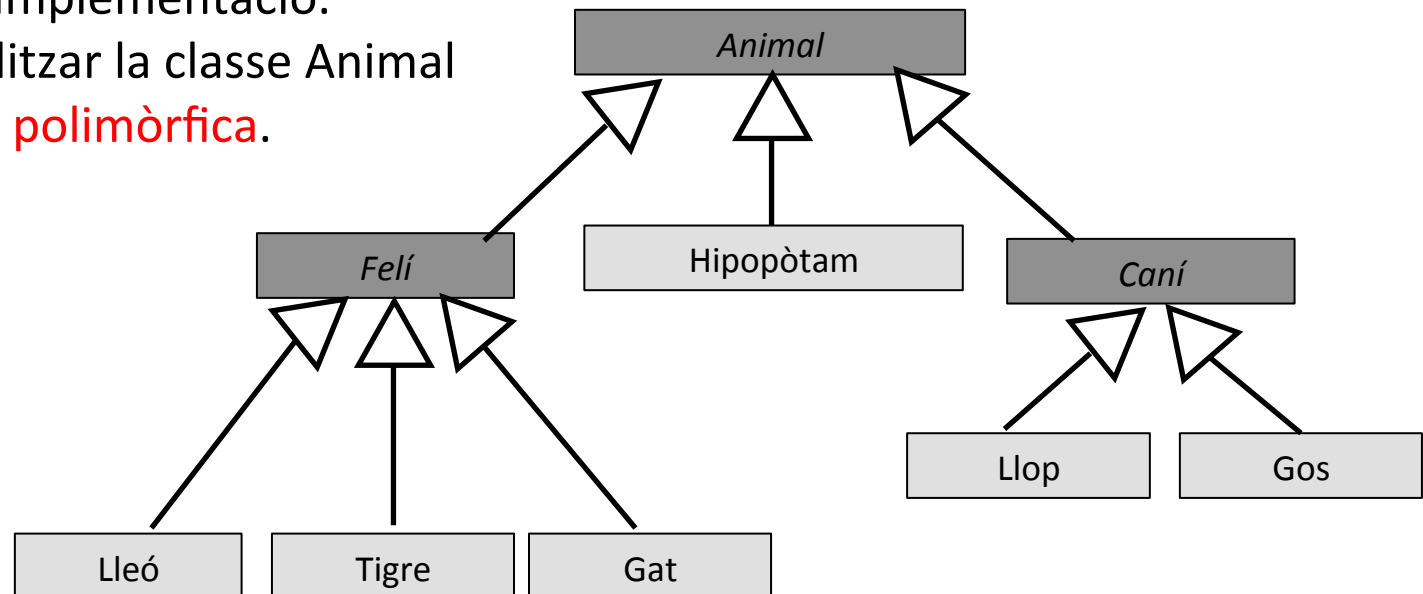 implementació.
litzar la classe Animal
polimòrfica.
Animal
Felí
Hipopòtam
Caní
Llop
Gos
Lleó
Tigre
Gat